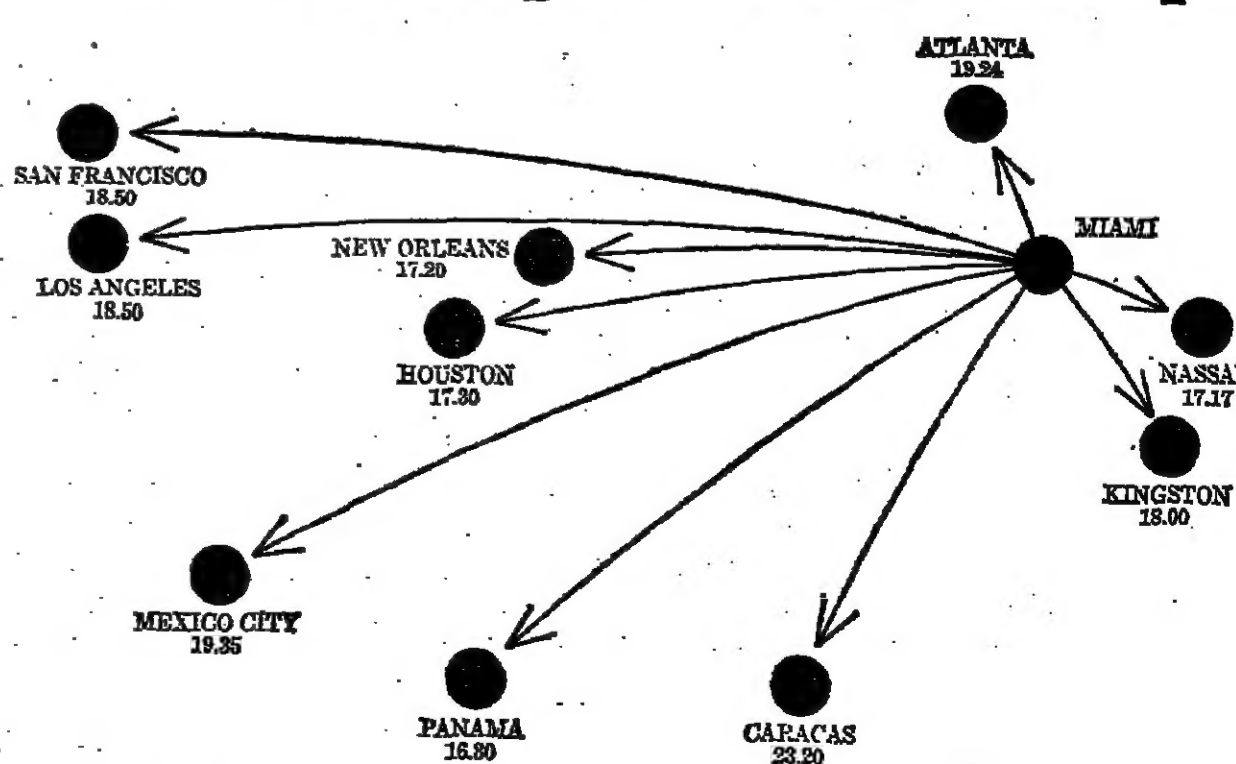 ATLANTA
19.24
SAN FRANCISCO
18.50
MIAMI
NEW ORLEANS
17.20
LOS ANGELES
18.50
NASSA
17.17
HOUSTON
17.30
KINGSTON
18.00
MEXICO CITY
19.35
PANAMA
16.30
CARACAS
23.20